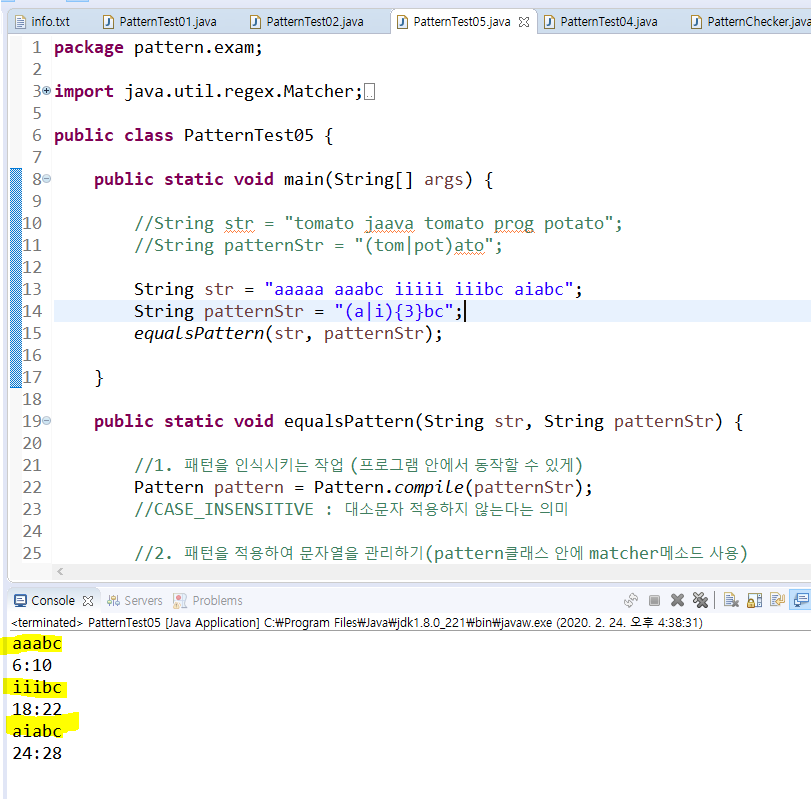 info.txt PatternTest01.java PatternTest02.java PatternTest05.java PatternTest04.java PatternChecker.java
1 package pattern.exam;
2
3 import java.util.regex.Matcher;
5
6 public class PatternTest05 {
7
8 public static void main(String[] args) {
9
10 //String str = "tomato jaava tomato prog potato";
11 //String patternStr = "(tom|pot)ato";
12
13 String str = "aaaaa aaabc iiiii iiibc aiabc";
14 String patternStr = "(a|i){3}bc";
15 equalsPattern(str, patternStr);
16
17 }
18
19 public static void equalsPattern(String str, String patternStr) {
20
21 //1. 패턴을 인식시키는 작업 (프로그램 안에서 동작할 수 있게)
22 Pattern pattern = Pattern.compile(patternStr);
23 //CASE_INSENSITIVE : 대소문자 적용하지 않는다는 의미
24
25 //2. 패턴을 적용하여 문자열을 관리하기(pattern클래스 안에 matcher메소드 사용)
Console Servers Problems
<terminated> PatternTest05 [Java Application] C:₩Program Files₩Java₩jdk1.8.0_221₩bin₩javaw.exe (2020. 2. 24. 오후 4:38:31)
aaabc
6:10
iiibc
18:22
aiabc
24:28